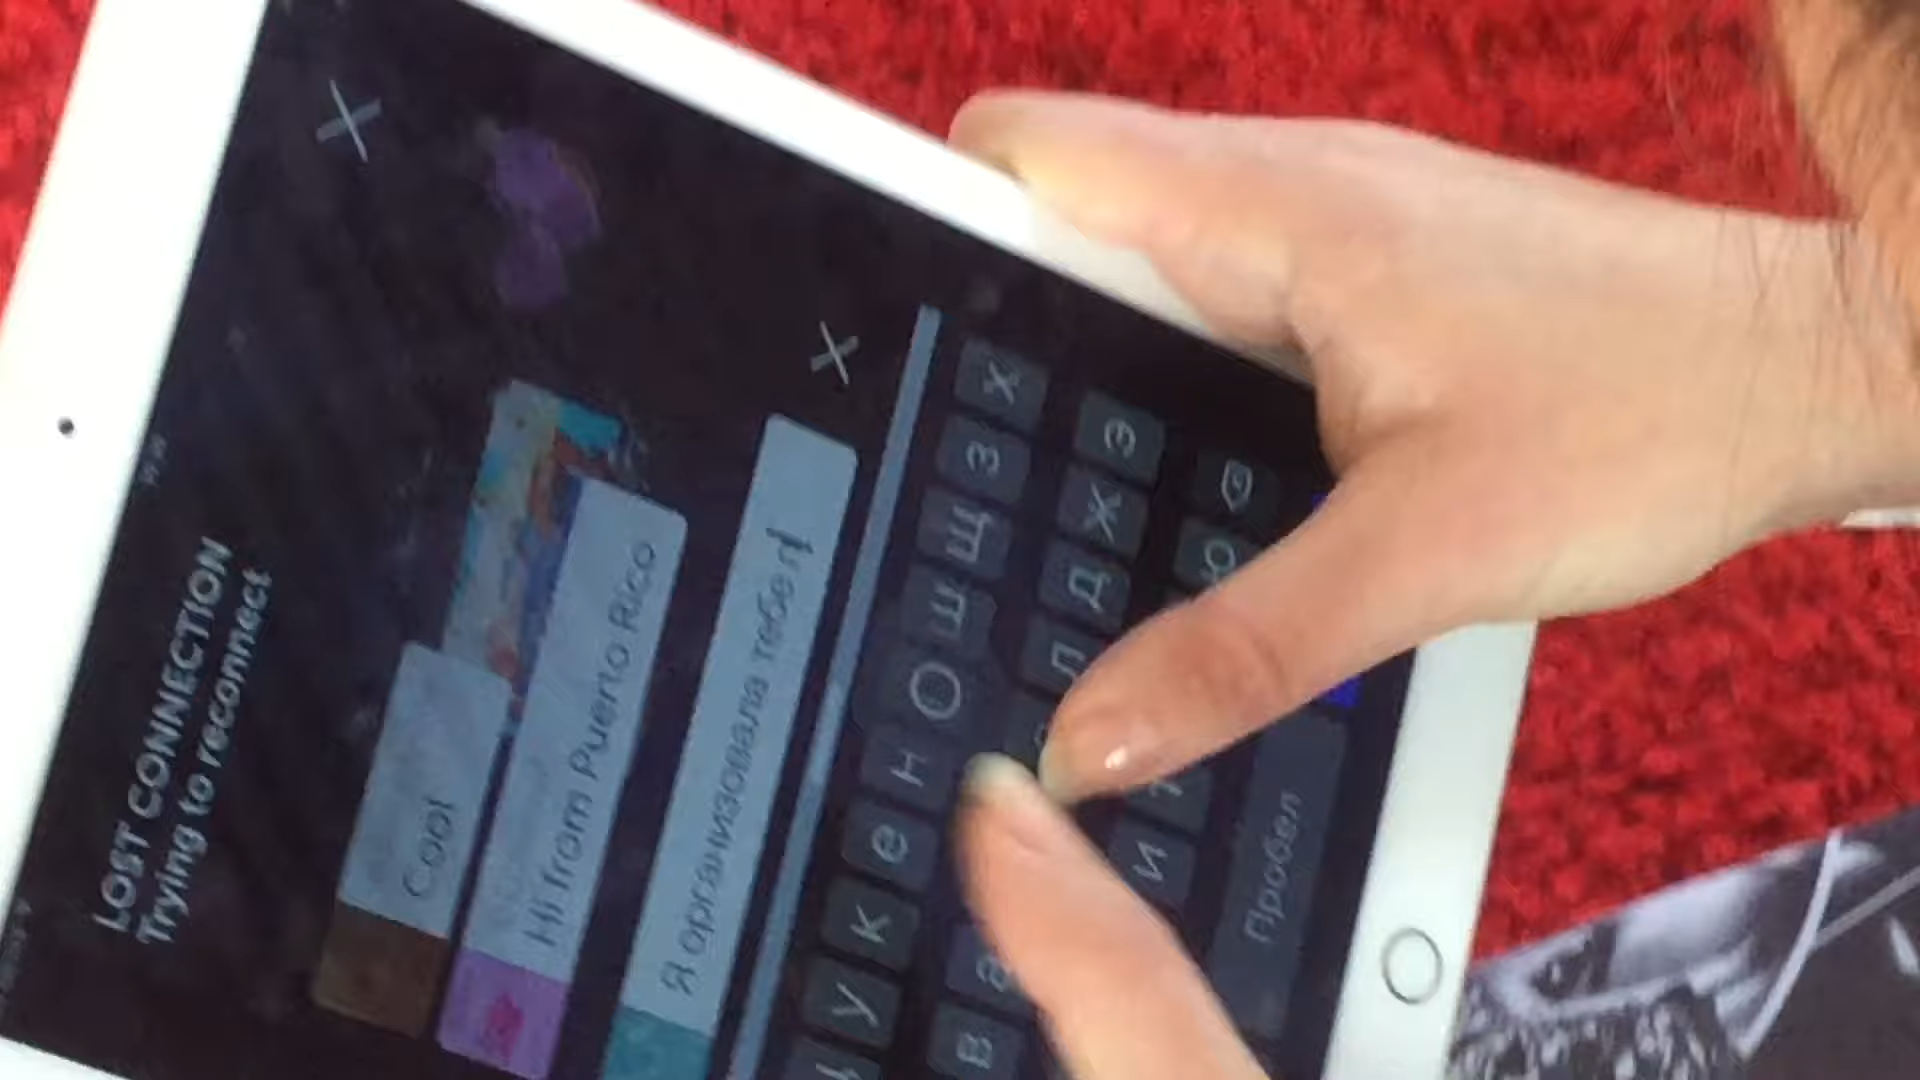 LOST CONNECTION
Trying to reconnect
Cool
Hi from Puerto Rico
Я организовала тебе п
у к е н О ш щ з х
в а л д ж э
и ю
Пробел